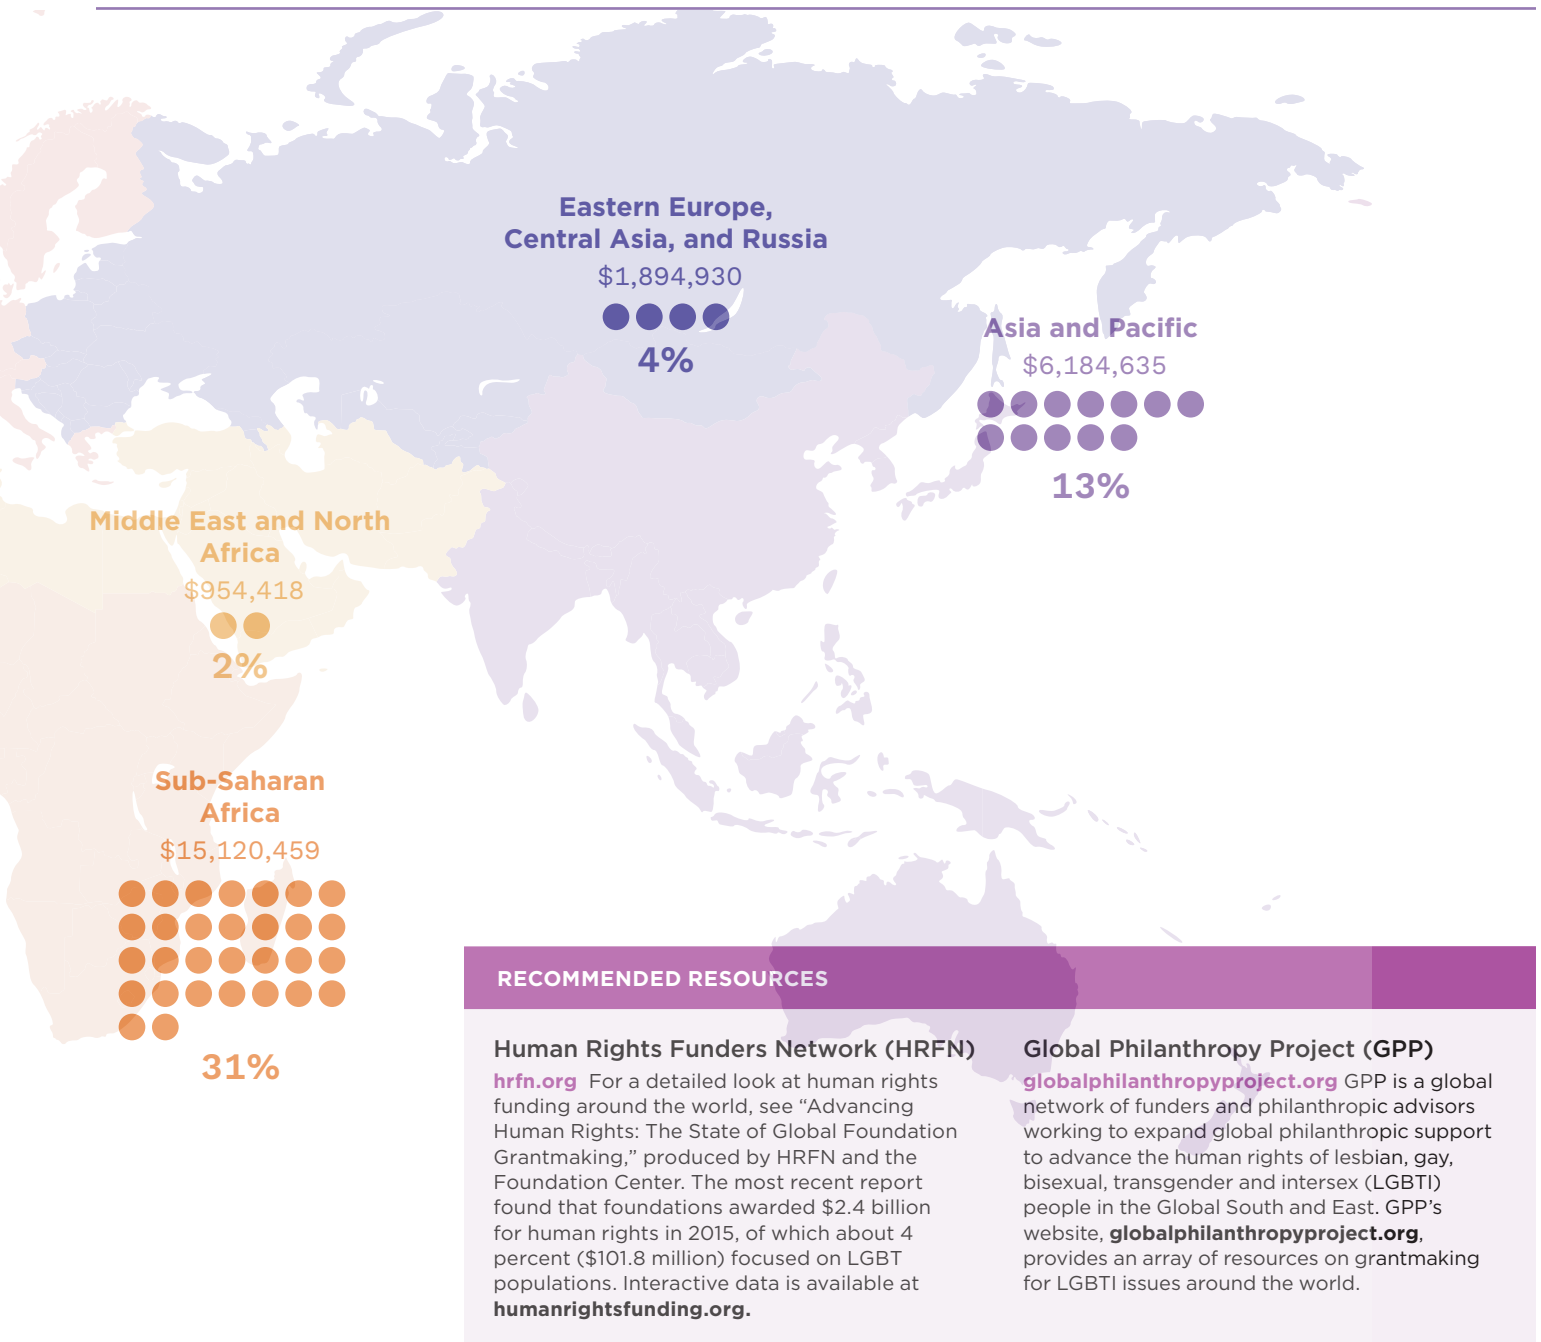 Eastern Europe,
Central Asia, and Russia
$1,894,930
4%
Asia and Pacific
$6,184,635
13%
Middle East and North
Africa
$954,418
2%
Sub-Saharan
Africa
$15,120,459
31%
RECOMMENDED RESOURCES
Human Rights Funders Network (HRFN)
hrfn.org For a detailed look at human rights
funding around the world, see “Advancing
Human Rights: The State of Global Foundation
Grantmaking,” produced by HRFN and the
Foundation Center. The most recent report
found that foundations awarded $2.4 billion
for human rights in 2015, of which about 4
percent ($101.8 million) focused on LGBT
populations. Interactive data is available at
humanrightsfunding.org.
Global Philanthropy Project (GPP)
globalphilanthropyproject.org GPP is a global
network of funders and philanthropic advisors
working to expand global philanthropic support
to advance the human rights of lesbian, gay,
bisexual, transgender and intersex (LGBTI)
people in the Global South and East. GPP’s
website, globalphilanthropyproject.org,
provides an array of resources on grantmaking
for LGBTI issues around the world.